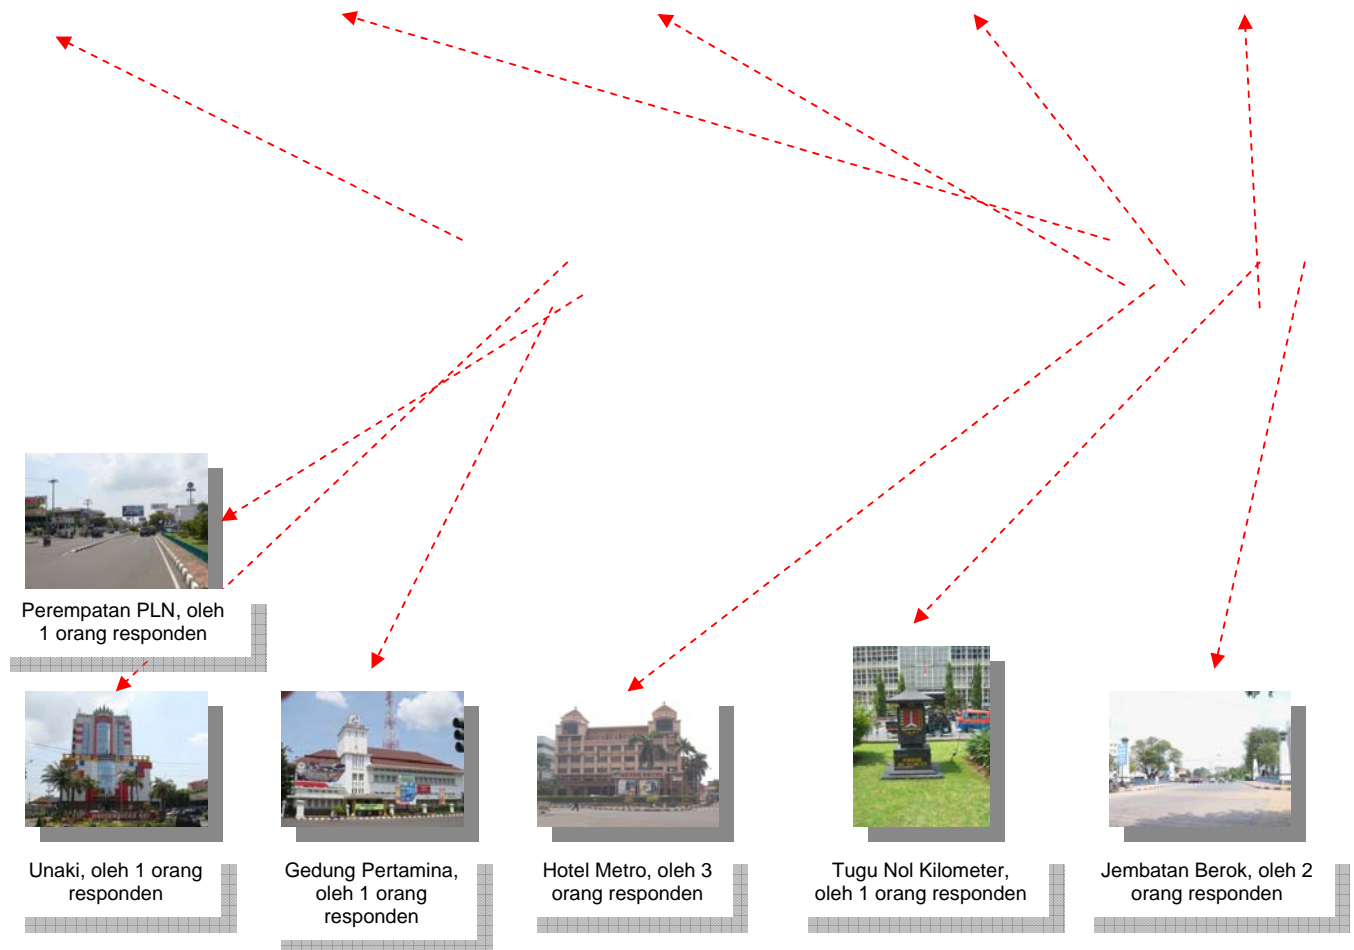 Perempatan PLN, oleh
1 orang responden
Unaki, oleh 1 orang
responden
Gedung Pertamina,
oleh 1 orang
responden
Hotel Metro, oleh 3
orang responden
Tugu Nol Kilometer,
oleh 1 orang responden
Jembatan Berok, oleh 2
orang responden